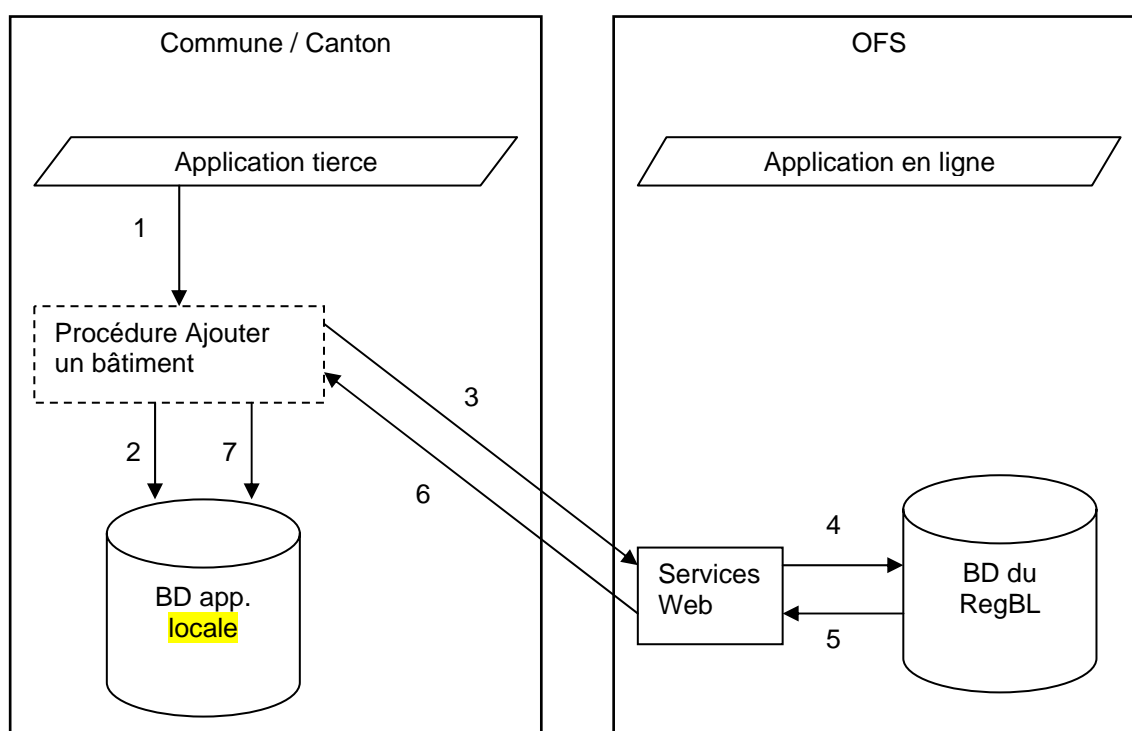 Commune / Canton
OFS
Application tierce
Application en ligne
1
Procédure Ajouter
un bâtiment
3
2
7
6
4
Services
Web
BD du
RegBL
5
BD app.
locale